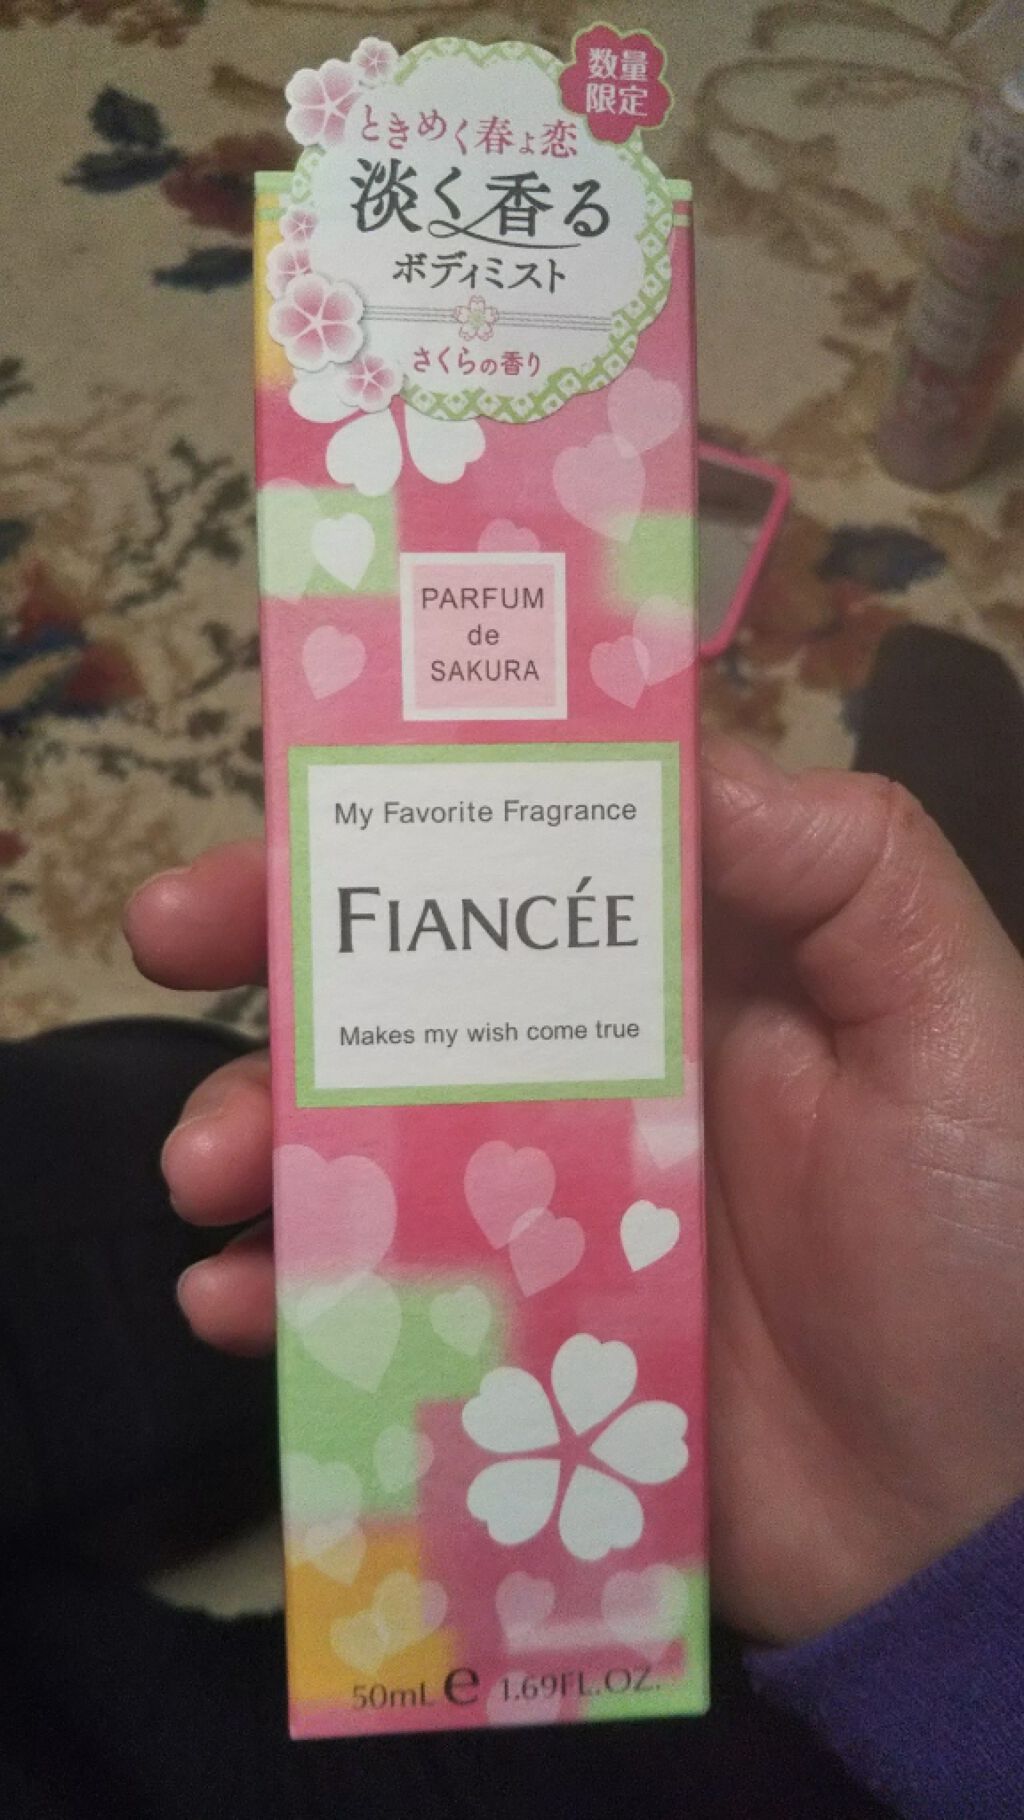 数量
限定
ときめく春よ恋
淡く香る
ボディミスト
さくらの香り
PARFUM
de
SAKURA
My Favorite Fragrance
FIANCÉE
Makes my wish come true
50mL e 1.69FL.OZ.